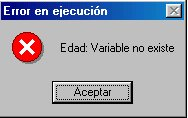 Error en ejecución
Edad: Variable no existe
Aceptar